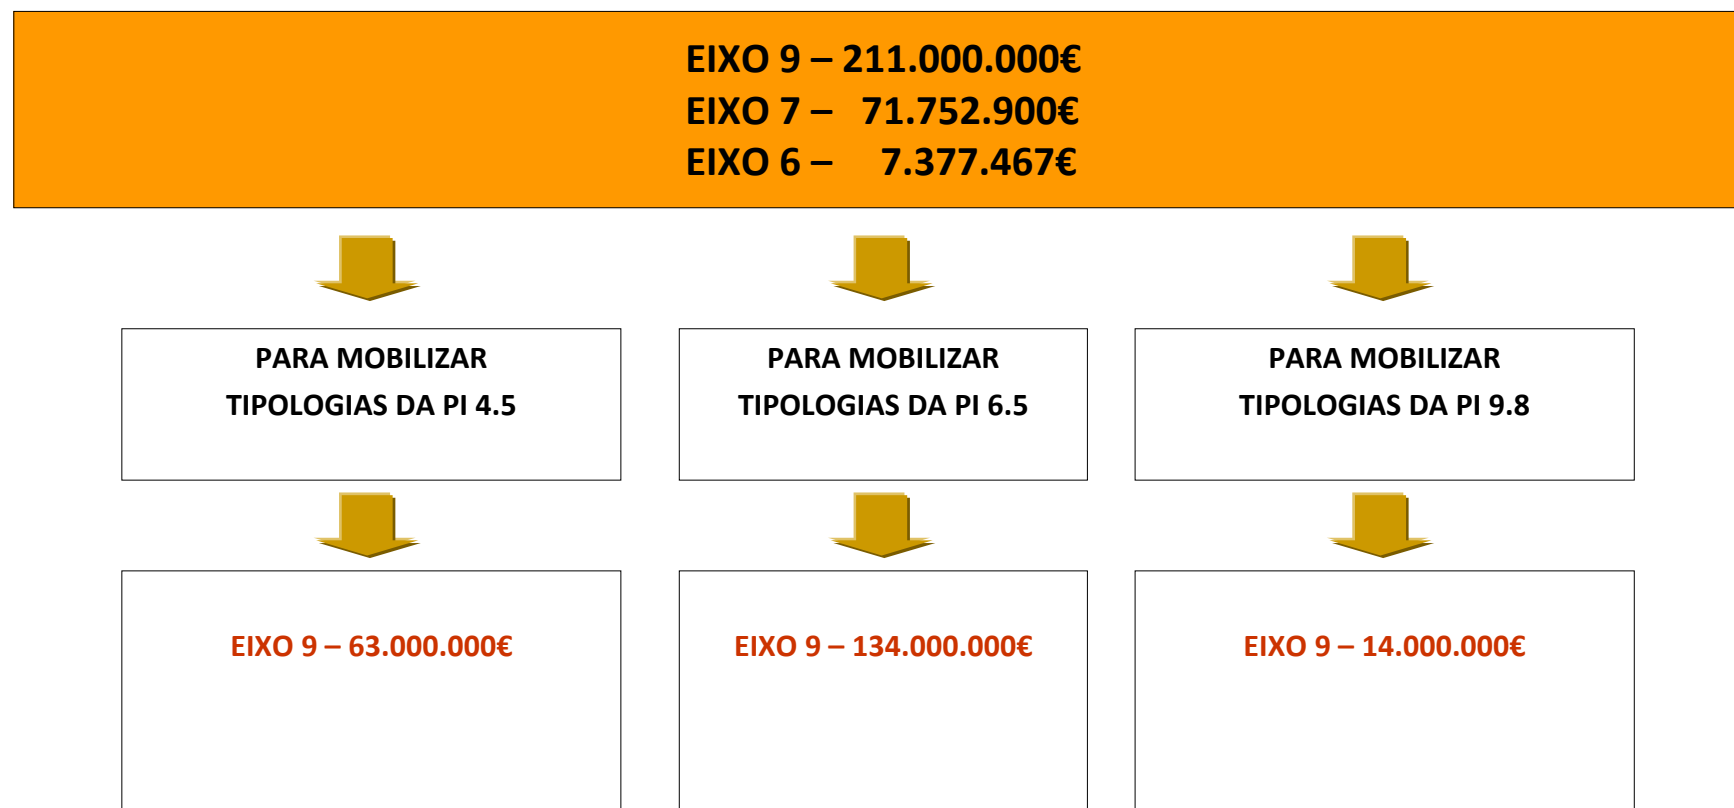 EIXO 9 – 211.000.000€
EIXO 7 – 71.752.900€
EIXO 6 – 7.377.467€
PARA MOBILIZAR
TIPOLOGIAS DA PI 4.5
PARA MOBILIZAR
TIPOLOGIAS DA PI 6.5
PARA MOBILIZAR
TIPOLOGIAS DA PI 9.8
EIXO 9 – 63.000.000€
EIXO 9 – 134.000.000€
EIXO 9 – 14.000.000€